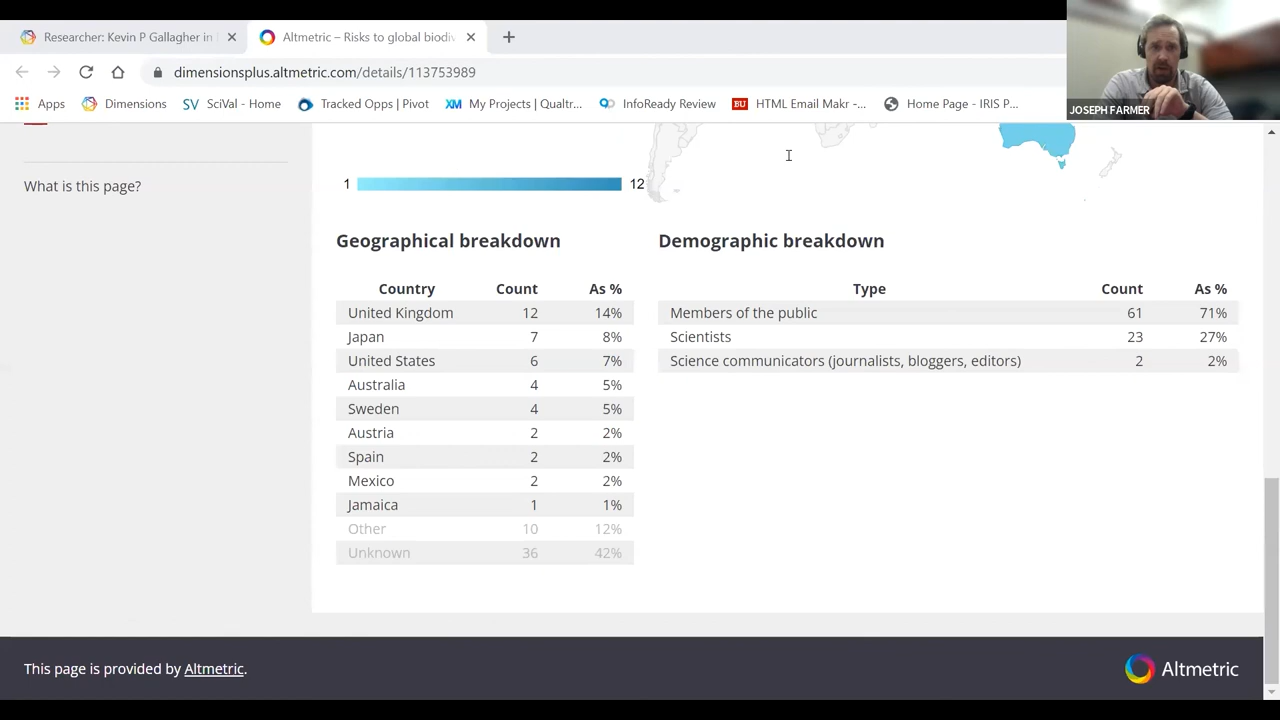 Researcher: Kevin P Gallagher in
Altmetric – Risks to global biodiv
dimensionsplus.altmetric.com/details/113753989
Apps
Dimensions
SV SciVal - Home
Tracked Opps | Pivot
XM My Projects | Qualtr...
InfoReady Review
BU HTML Email Makr -...
Home Page - IRIS P...
JOSEPH FARMER
What is this page?
1 12
Geographical breakdown
Country Count As %
United Kingdom 12 14%
Japan 7 8%
United States 6 7%
Australia 4 5%
Sweden 4 5%
Austria 2 2%
Spain 2 2%
Mexico 2 2%
Jamaica 1 1%
Other 10 12%
Unknown 36 42%
Demographic breakdown
Type Count As %
Members of the public 61 71%
Scientists 23 27%
Science communicators (journalists, bloggers, editors) 2 2%
This page is provided by Altmetric.
Altmetric